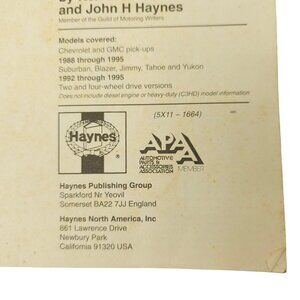 and John H Haynes
Member of the Guild of Motoring Writers
Models covered:
Chevrolet and GMC pick-ups
1988 through 1995
Suburban, Blazer, Jimmy, Tahoe and Yukon
1992 through 1995
Two and four-wheel drive versions
Does not include diesel engine or heavy-duty (C3HD) model information
(5X11 - 1664)
Haynes
®
APAA
AUTOMOTIVE
PARTS &
ACCESSORIES
ASSOCIATION
MEMBER
Haynes Publishing Group
Sparkford Nr Yeovil
Somerset BA22 7JJ England
Haynes North America, Inc
861 Lawrence Drive
Newbury Park
California 91320 USA